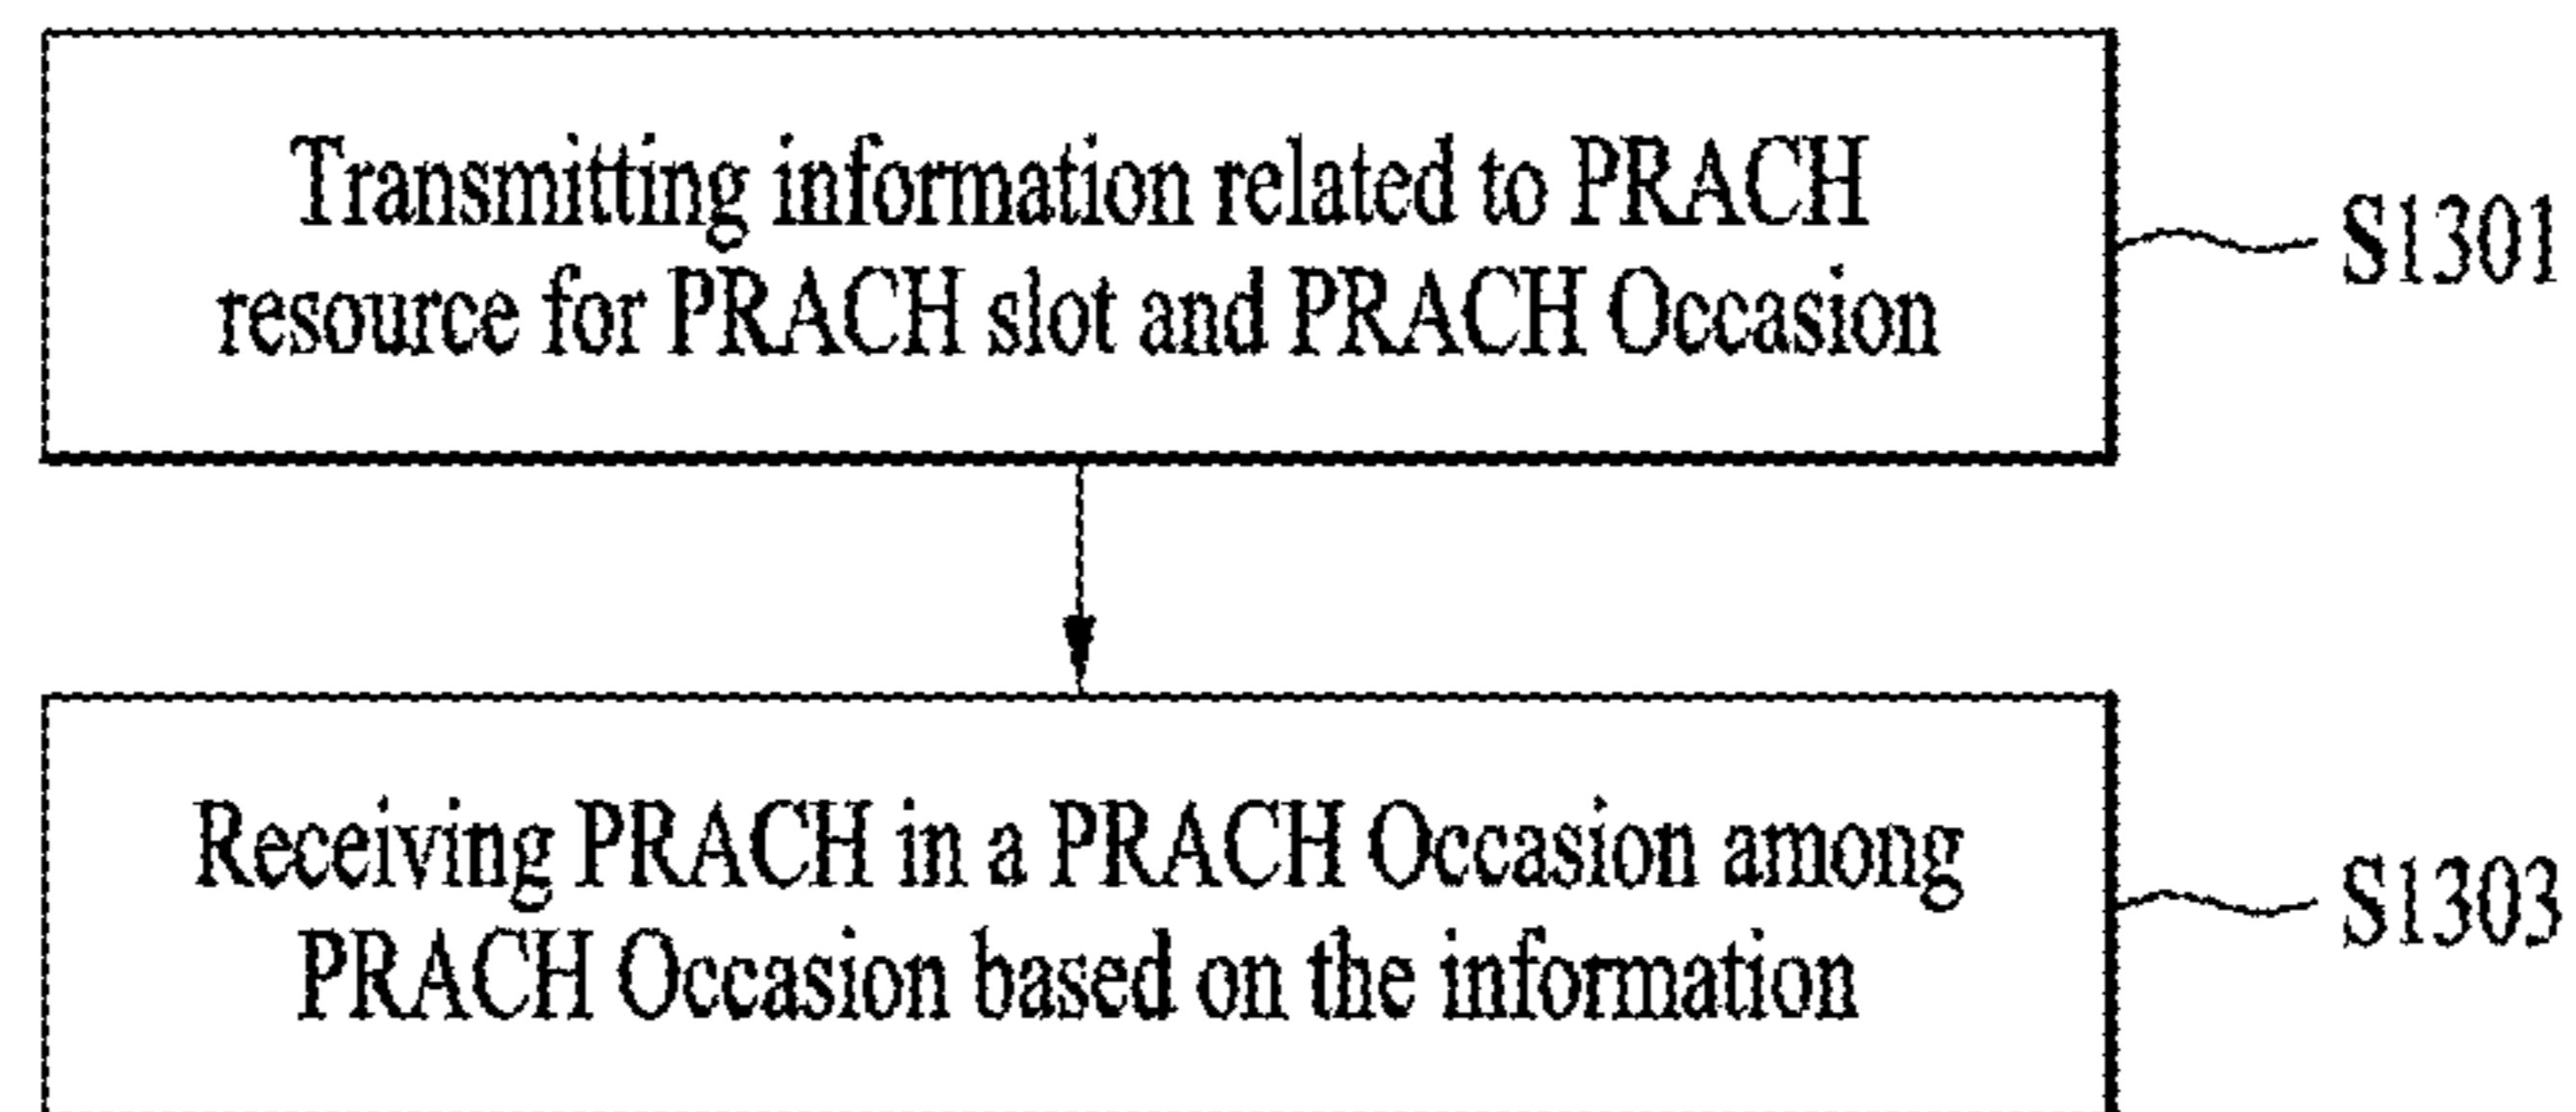 Transmitting information related to PRACH
resource for PRACH slot and PRACH Occasion
S1301
Receiving PRACH in a PRACH Occasion among
PRACH Occasion based on the information
S1303